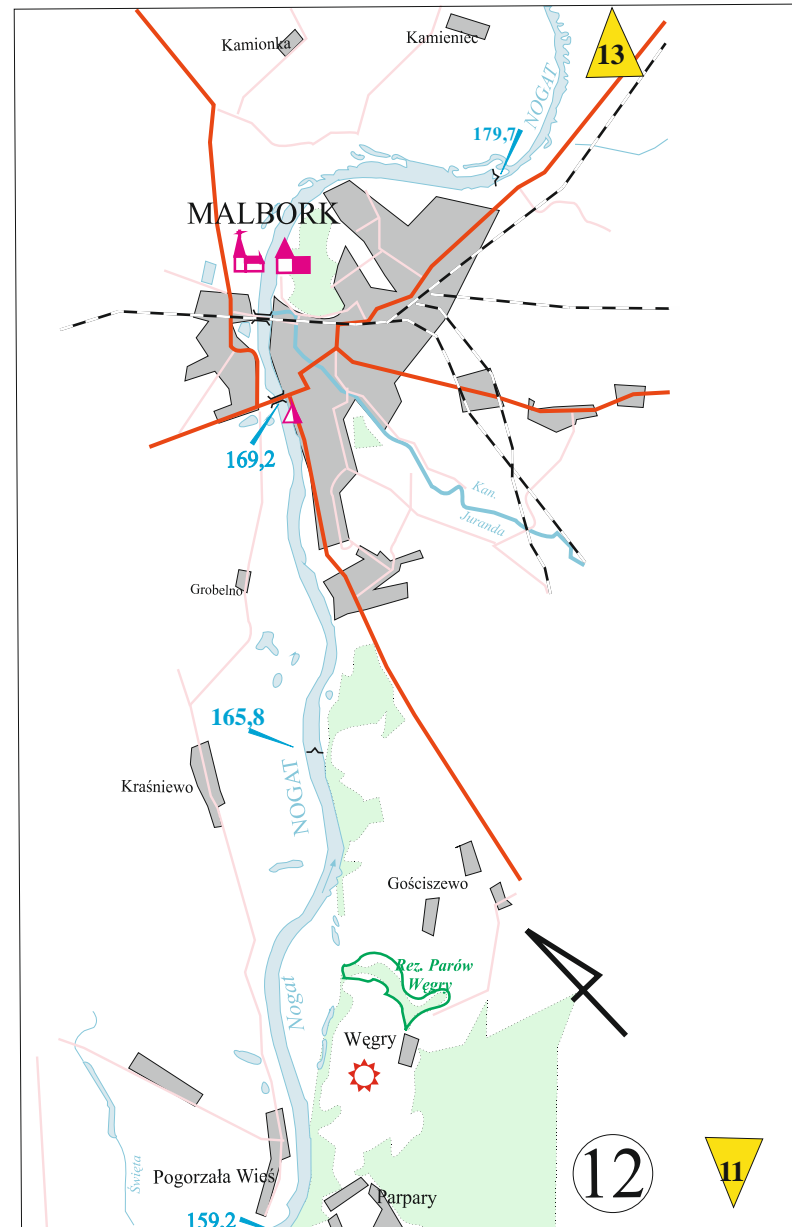 13
Kamionka
Kamieniec
NOGAT
179,7
MALBORK
169,2
Kan.
Juranda
Grobelno
165,8
NOGAT
Kraśniewo
Gościszewo
Rez. Parów
Węgry
Nogat
Węgry
Święta
Pogorzała Wieś
Parpary
12
11
159,2